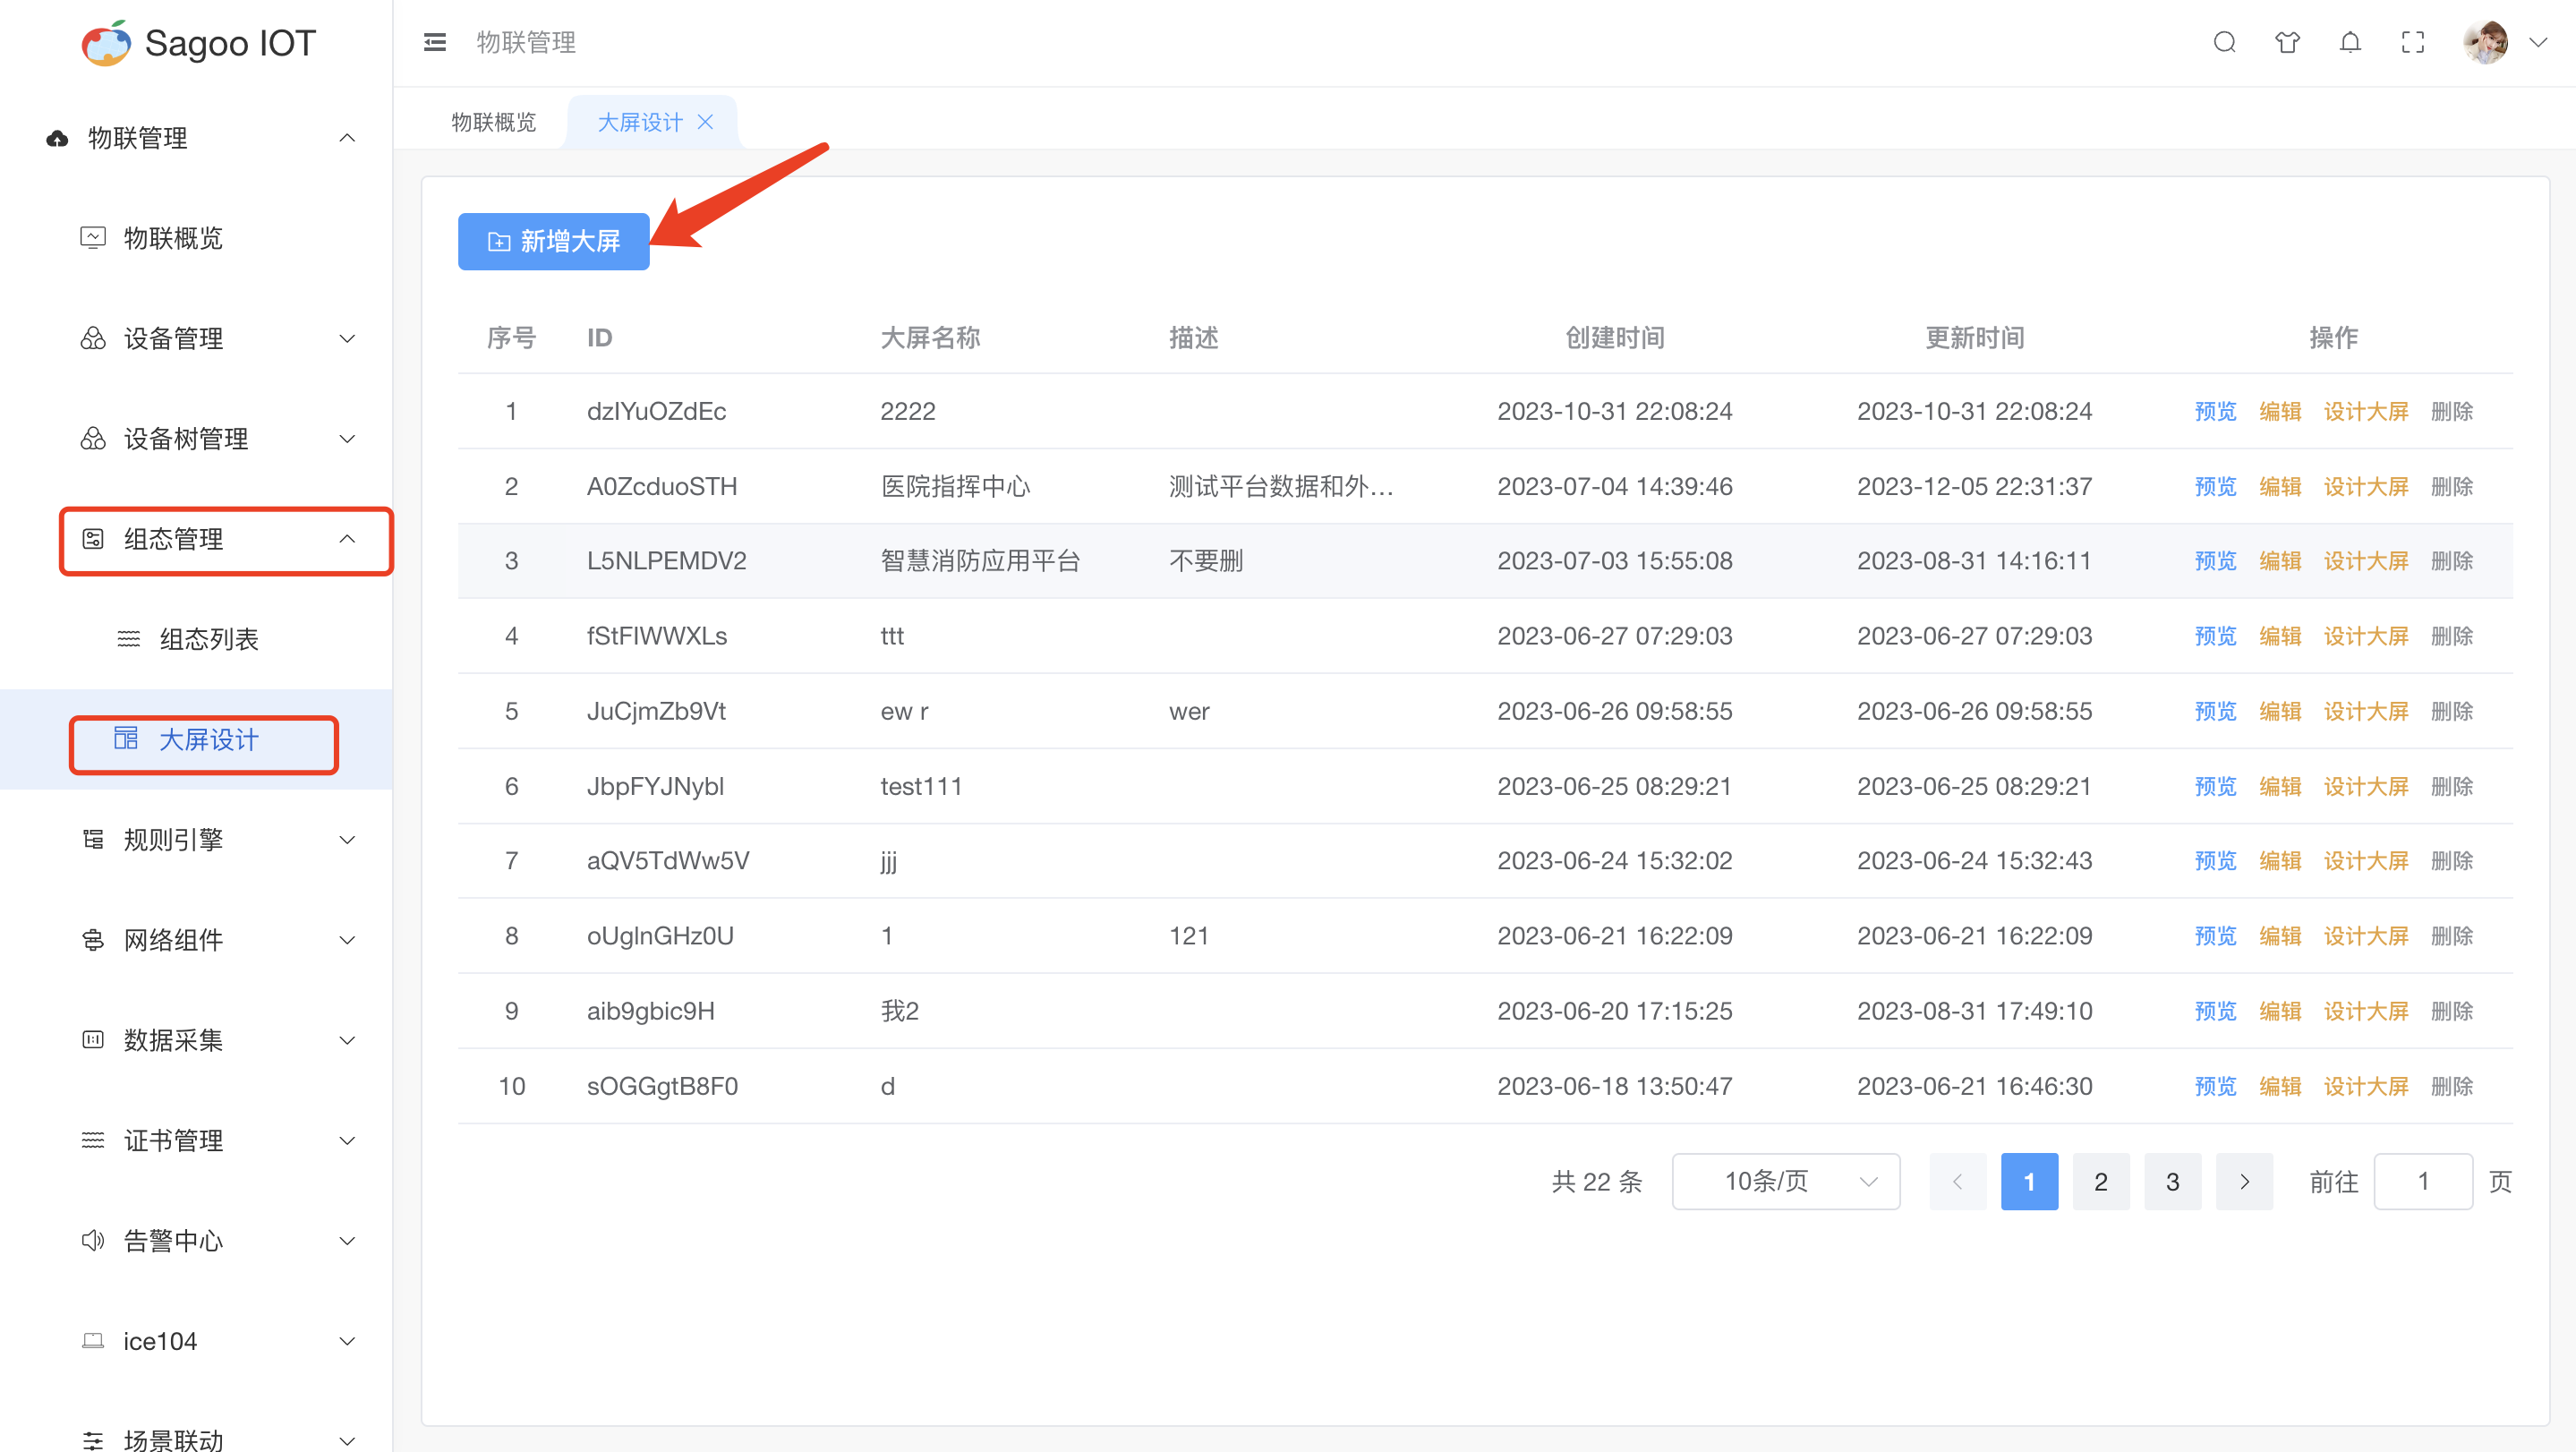 Sagoo IOT
物联管理
物联概览
设备管理
设备树管理
组态管理
组态列表
大屏设计
规则引擎
网络组件
数据采集
证书管理
告警中心
ice104
场景联动
物联管理
物联概览 大屏设计
新增大屏
序号 ID 大屏名称 描述 创建时间 更新时间 操作
1 dzIYuOZdEc 2222 2023-10-31 22:08:24 2023-10-31 22:08:24 预览 编辑 设计大屏 删除
2 A0ZcduoSTH 医院指挥中心 测试平台数据和外... 2023-07-04 14:39:46 2023-12-05 22:31:37 预览 编辑 设计大屏 删除
3 L5NLPEMDV2 智慧消防应用平台 不要删 2023-07-03 15:55:08 2023-08-31 14:16:11 预览 编辑 设计大屏 删除
4 fStFIWWXLs ttt 2023-06-27 07:29:03 2023-06-27 07:29:03 预览 编辑 设计大屏 删除
5 JuCjmZb9Vt ew r wer 2023-06-26 09:58:55 2023-06-26 09:58:55 预览 编辑 设计大屏 删除
6 JbpFYJNybl test111 2023-06-25 08:29:21 2023-06-25 08:29:21 预览 编辑 设计大屏 删除
7 aQV5TdWw5V jjj 2023-06-24 15:32:02 2023-06-24 15:32:43 预览 编辑 设计大屏 删除
8 oUglnGHz0U 1 121 2023-06-21 16:22:09 2023-06-21 16:22:09 预览 编辑 设计大屏 删除
9 aib9gbic9H 我2 2023-06-20 17:15:25 2023-08-31 17:49:10 预览 编辑 设计大屏 删除
10 sOGGgtB8F0 d 2023-06-18 13:50:47 2023-06-21 16:46:30 预览 编辑 设计大屏 删除
共 22 条 10条/页 1 2 3 前往 1 页